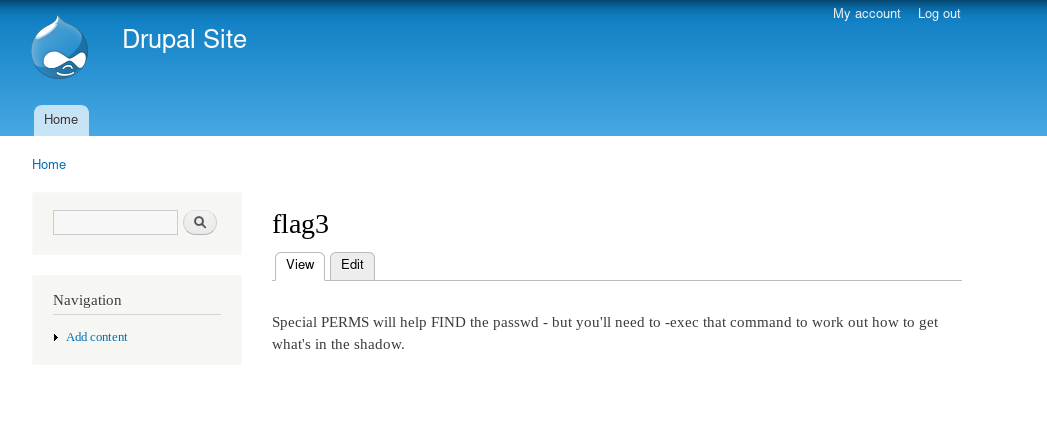 My account Log out
Drupal Site
Home
Home
flag3
View Edit
Navigation
Add content
Special PERMS will help FIND the passwd - but you'll need to -exec that command to work out how to get
what's in the shadow.